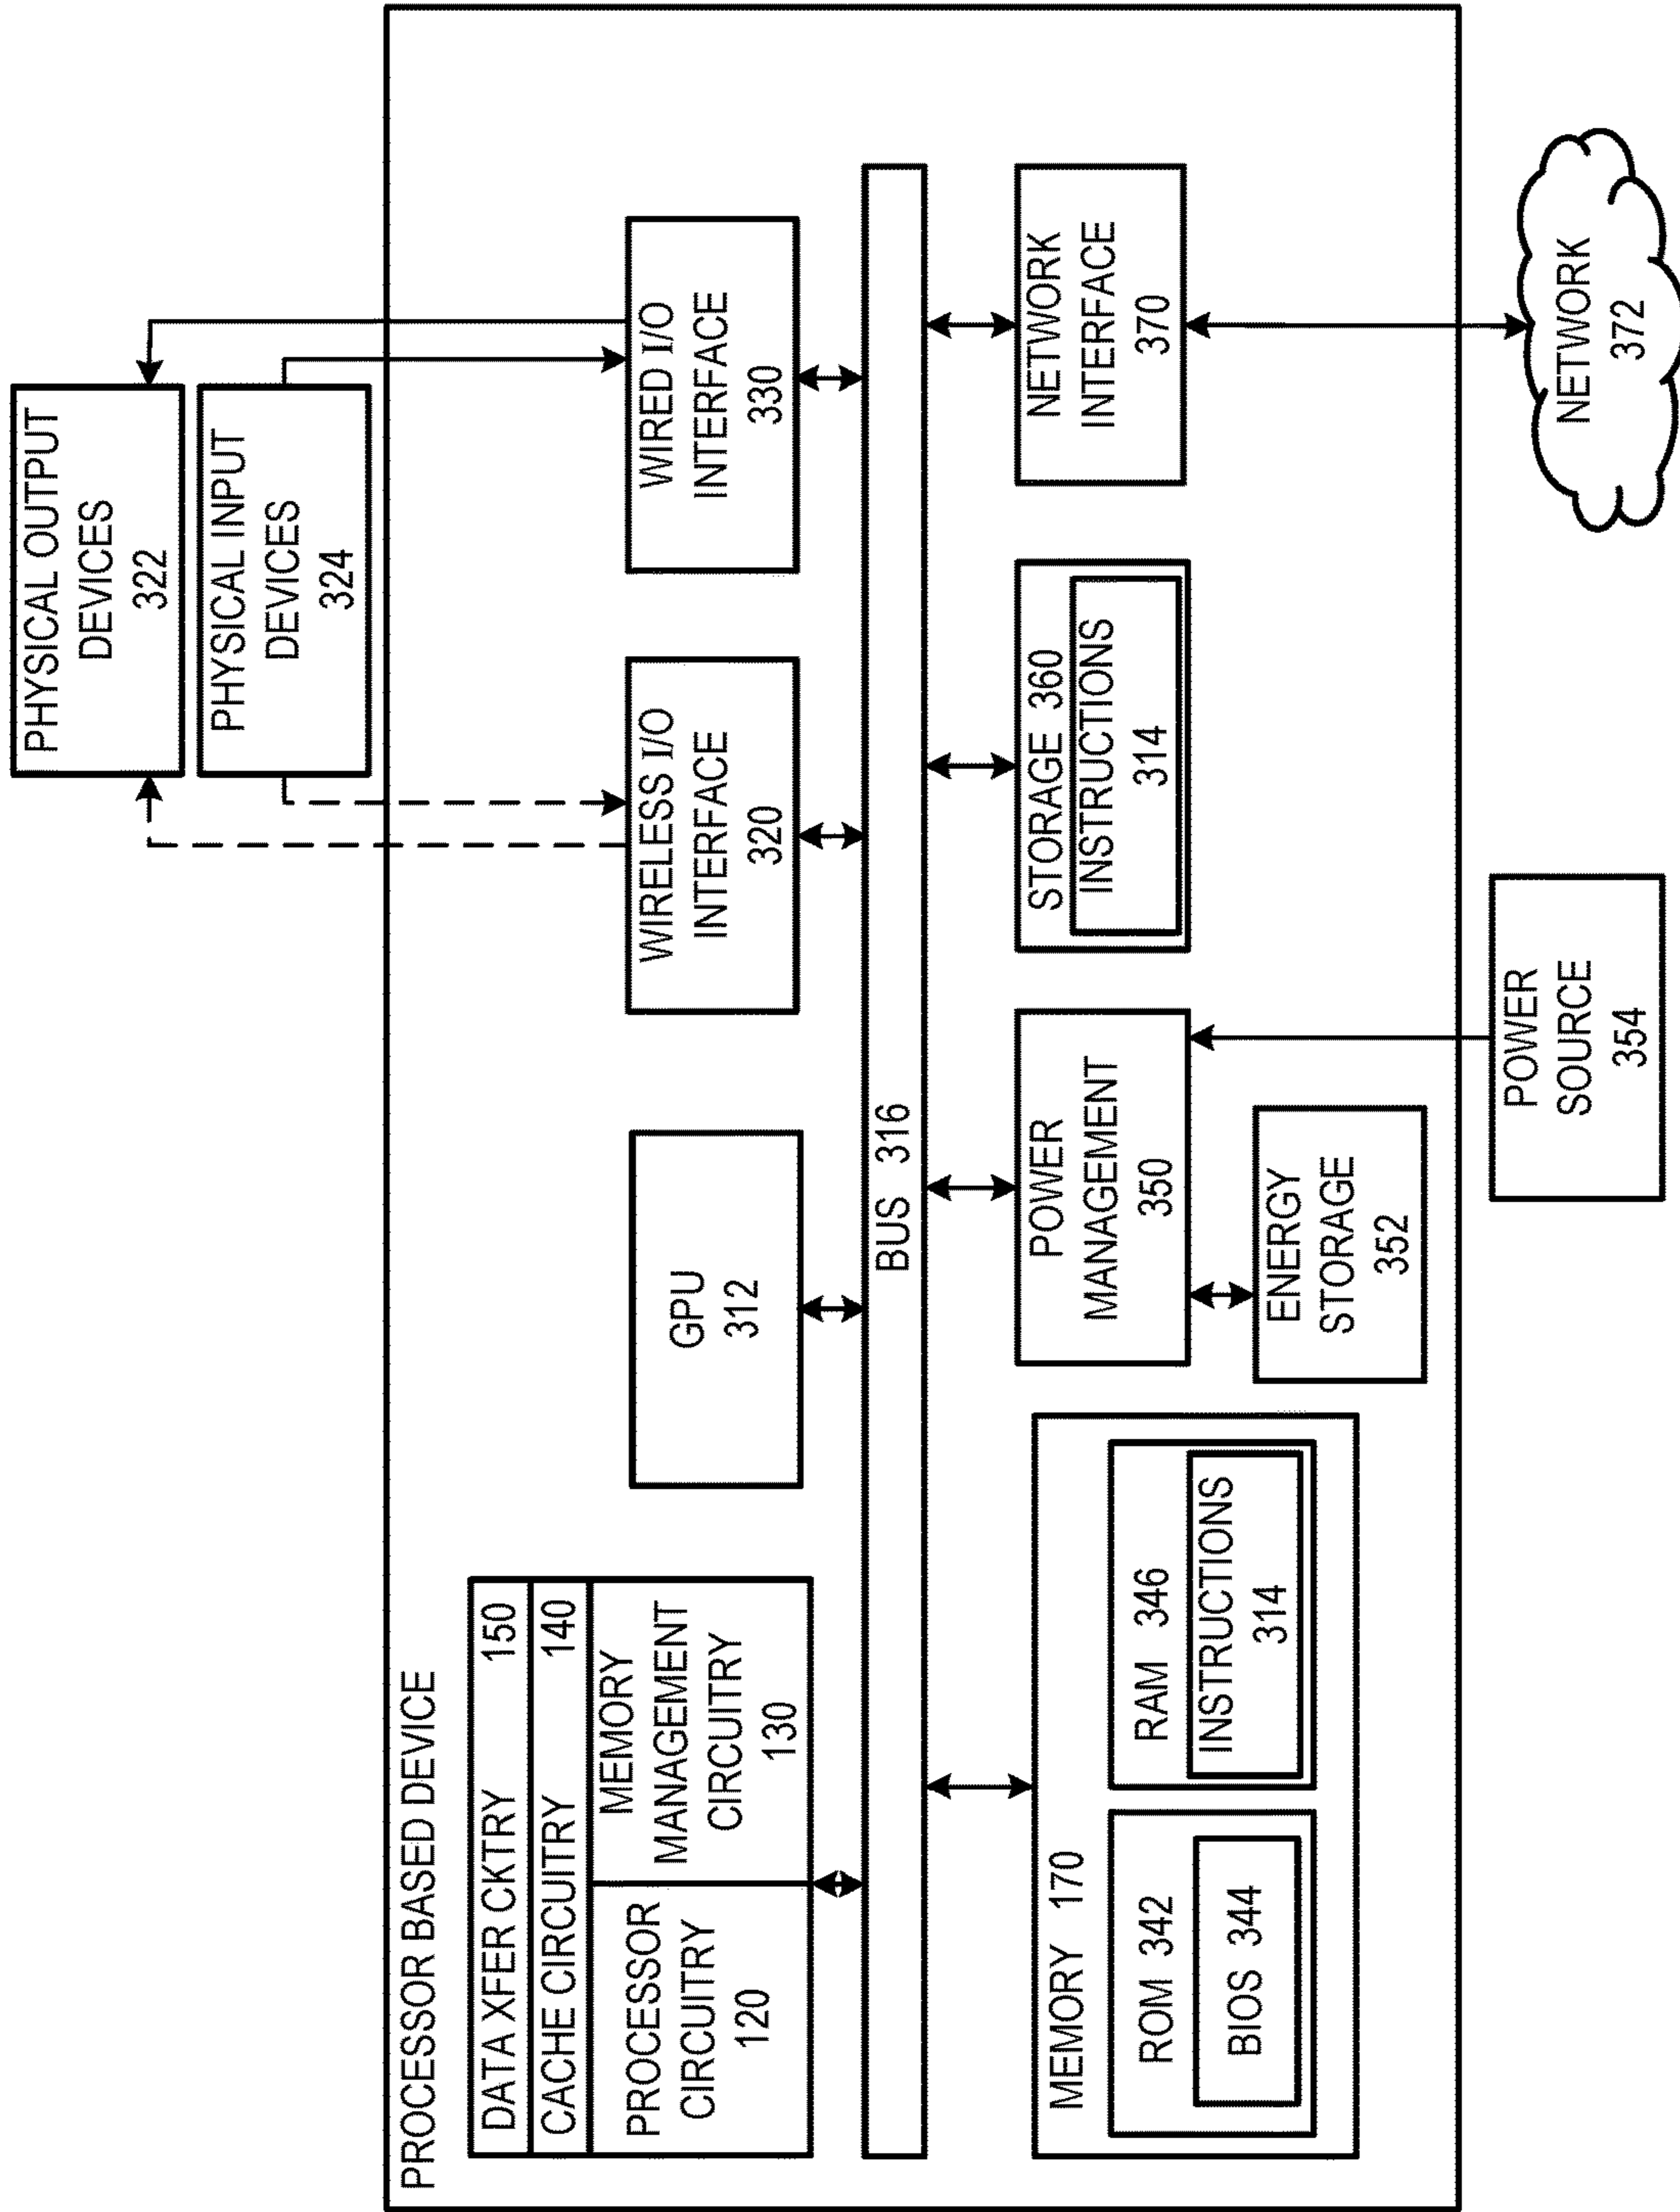 PHYSICAL OUTPUT
DEVICES
322
PHYSICAL INPUT
DEVICES
324
PROCESSOR BASED DEVICE
DATA XFER CKTRY 150
CACHE CIRCUITRY 140
PROCESSOR
CIRCUITRY
120
MEMORY
MANAGEMENT
CIRCUITRY
130
GPU
312
WIRELESS I/O
INTERFACE
320
WIRED I/O
INTERFACE
330
BUS 316
MEMORY 170
ROM 342
BIOS 344
RAM 346
INSTRUCTIONS
314
POWER
MANAGEMENT
350
ENERGY
STORAGE
352
STORAGE 360
INSTRUCTIONS
314
NETWORK
INTERFACE
370
POWER
SOURCE
354
NETWORK
372